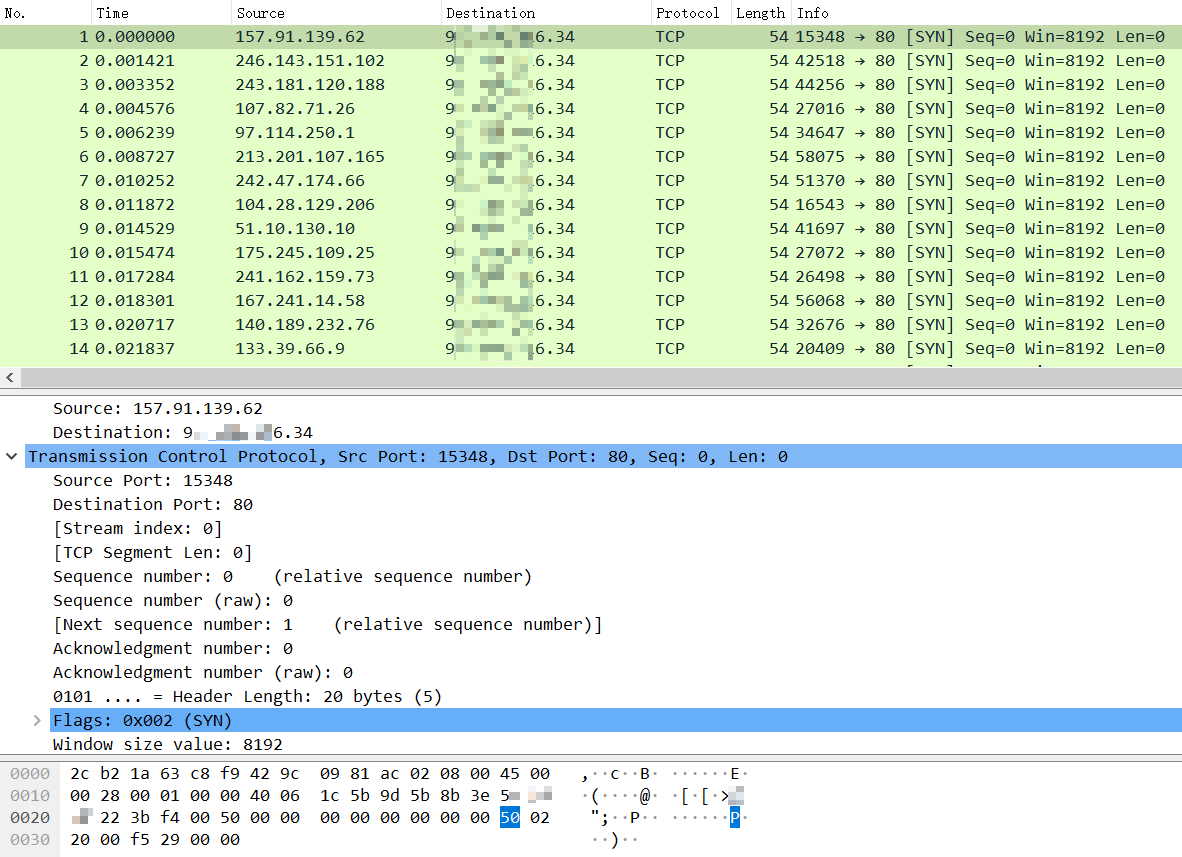 No. Time Source Destination Protocol Length Info
1 0.000000 157.91.139.62 9 6.34 TCP 54 15348 → 80 [SYN] Seq=0 Win=8192 Len=0
2 0.001421 246.143.151.102 9 6.34 TCP 54 42518 → 80 [SYN] Seq=0 Win=8192 Len=0
3 0.003352 243.181.120.188 9 6.34 TCP 54 44256 → 80 [SYN] Seq=0 Win=8192 Len=0
4 0.004576 107.82.71.26 9 6.34 TCP 54 27016 → 80 [SYN] Seq=0 Win=8192 Len=0
5 0.006239 97.114.250.1 9 6.34 TCP 54 34647 → 80 [SYN] Seq=0 Win=8192 Len=0
6 0.008727 213.201.107.165 9 6.34 TCP 54 58075 → 80 [SYN] Seq=0 Win=8192 Len=0
7 0.010252 242.47.174.66 9 6.34 TCP 54 51370 → 80 [SYN] Seq=0 Win=8192 Len=0
8 0.011872 104.28.129.206 9 6.34 TCP 54 16543 → 80 [SYN] Seq=0 Win=8192 Len=0
9 0.014529 51.10.130.10 9 6.34 TCP 54 41697 → 80 [SYN] Seq=0 Win=8192 Len=0
10 0.015474 175.245.109.25 9 6.34 TCP 54 27072 → 80 [SYN] Seq=0 Win=8192 Len=0
11 0.017284 241.162.159.73 9 6.34 TCP 54 26498 → 80 [SYN] Seq=0 Win=8192 Len=0
12 0.018301 167.241.14.58 9 6.34 TCP 54 56068 → 80 [SYN] Seq=0 Win=8192 Len=0
13 0.020717 140.189.232.76 9 6.34 TCP 54 32676 → 80 [SYN] Seq=0 Win=8192 Len=0
14 0.021837 133.39.66.9 9 6.34 TCP 54 20409 → 80 [SYN] Seq=0 Win=8192 Len=0
Source: 157.91.139.62
Destination: 9 6.34
Transmission Control Protocol, Src Port: 15348, Dst Port: 80, Seq: 0, Len: 0
Source Port: 15348
Destination Port: 80
[Stream index: 0]
[TCP Segment Len: 0]
Sequence number: 0 (relative sequence number)
Sequence number (raw): 0
[Next sequence number: 1 (relative sequence number)]
Acknowledgment number: 0
Acknowledgment number (raw): 0
0101 .... = Header Length: 20 bytes (5)
Flags: 0x002 (SYN)
Window size value: 8192
0000 2c b2 1a 63 c8 f9 42 9c 09 81 ac 02 08 00 45 00 ,··c··B· ······E·
0010 00 28 00 01 00 00 40 06 1c 5b 9d 5b 8b 3e 5 ·(····@· ·[·[·>
0020 22 3b f4 00 50 00 00 00 00 00 00 00 00 50 02 ";··P·· ······P·
0030 20 00 f5 29 00 00 ··)··